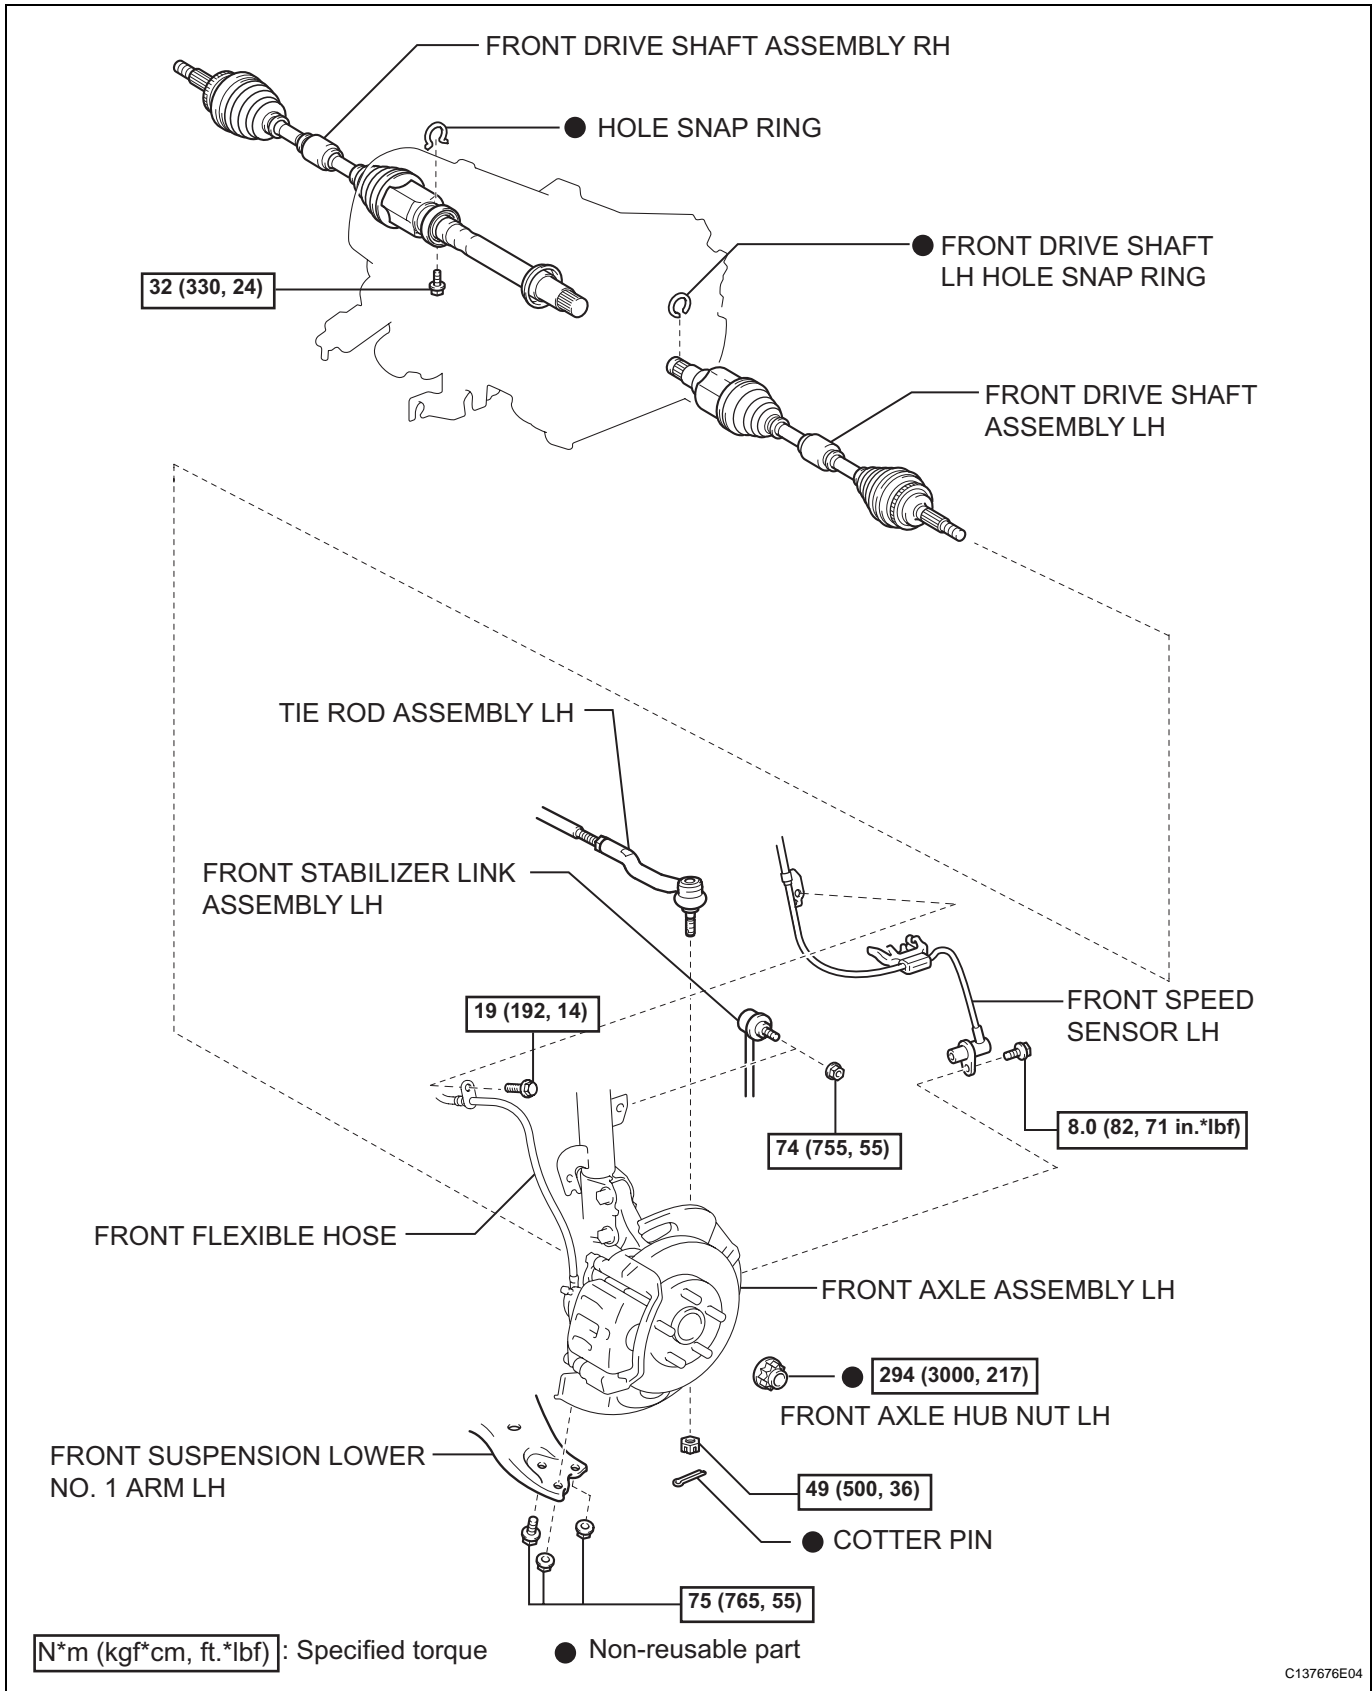 FRONT DRIVE SHAFT ASSEMBLY RH
HOLE SNAP RING
FRONT DRIVE SHAFT
LH HOLE SNAP RING
32 (330, 24)
FRONT DRIVE SHAFT
ASSEMBLY LH
TIE ROD ASSEMBLY LH
FRONT STABILIZER LINK
ASSEMBLY LH
19 (192, 14)
FRONT SPEED
SENSOR LH
74 (755, 55)
8.0 (82, 71 in.*lbf)
FRONT FLEXIBLE HOSE
FRONT AXLE ASSEMBLY LH
294 (3000, 217)
FRONT AXLE HUB NUT LH
FRONT SUSPENSION LOWER
NO. 1 ARM LH
49 (500, 36)
COTTER PIN
75 (765, 55)
N*m (kgf*cm, ft.*lbf) : Specified torque
Non-reusable part
C137676E04